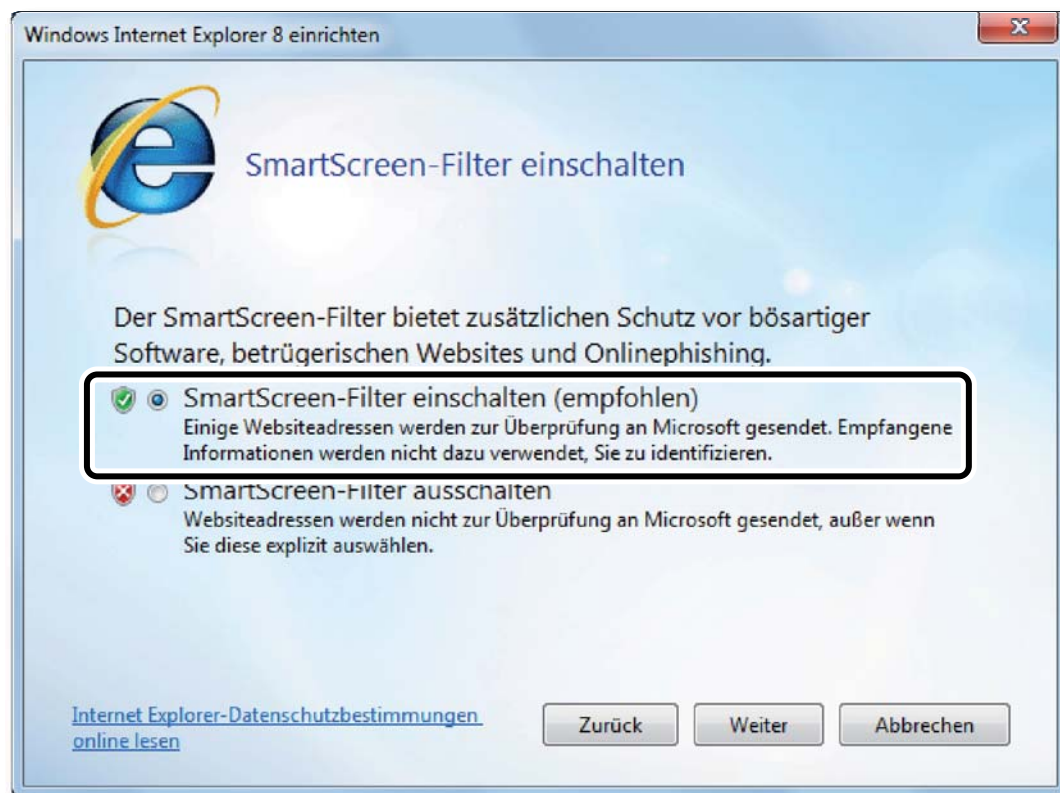 Windows Internet Explorer 8 einrichten
SmartScreen-Filter einschalten
Der SmartScreen-Filter bietet zusätzlichen Schutz vor bösartiger
Software, betrügerischen Websites und Onlinephishing.
SmartScreen-Filter einschalten (empfohlen)
Einige Websiteadressen werden zur Überprüfung an Microsoft gesendet. Empfangene
Informationen werden nicht dazu verwendet, Sie zu identifizieren.
SmartScreen-Filter ausschalten
Websiteadressen werden nicht zur Überprüfung an Microsoft gesendet, außer wenn
Sie diese explizit auswählen.
Internet Explorer-Datenschutzbestimmungen
online lesen
Zurück Weiter Abbrechen